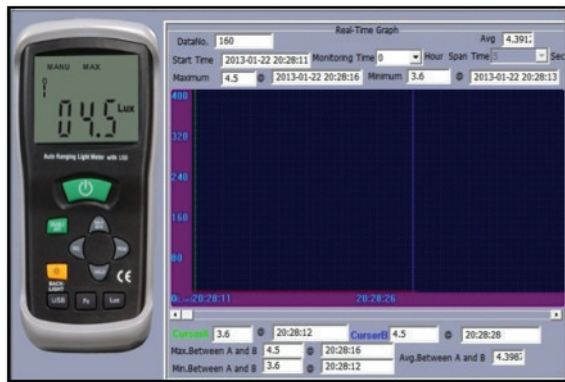 MANU MAX
04.5 Lux
Auto Ranging Light Meter with USB
BACK-LIGHT
USB Fc Lux
CE
Real-Time Graph
DataNo. 160 Avg 4.3912
Start Time 2013-01-22 20:28:11 Monitoring Time 0 Hour Span Time 5 Sec
Maximum 4.5 @ 2013-01-22 20:28:16 Minimum 3.6 @ 2013-01-22 20:28:13
400
320
240
160
80
20:28:11 20:28:26
CursorA 3.6 @ 20:28:12 CursorB 4.5 @ 20:28:28
Max.Between A and B 4.5 @ 20:28:16
Avg.Between A and B 4.398
Min.Between A and B 3.6 @ 20:28:12